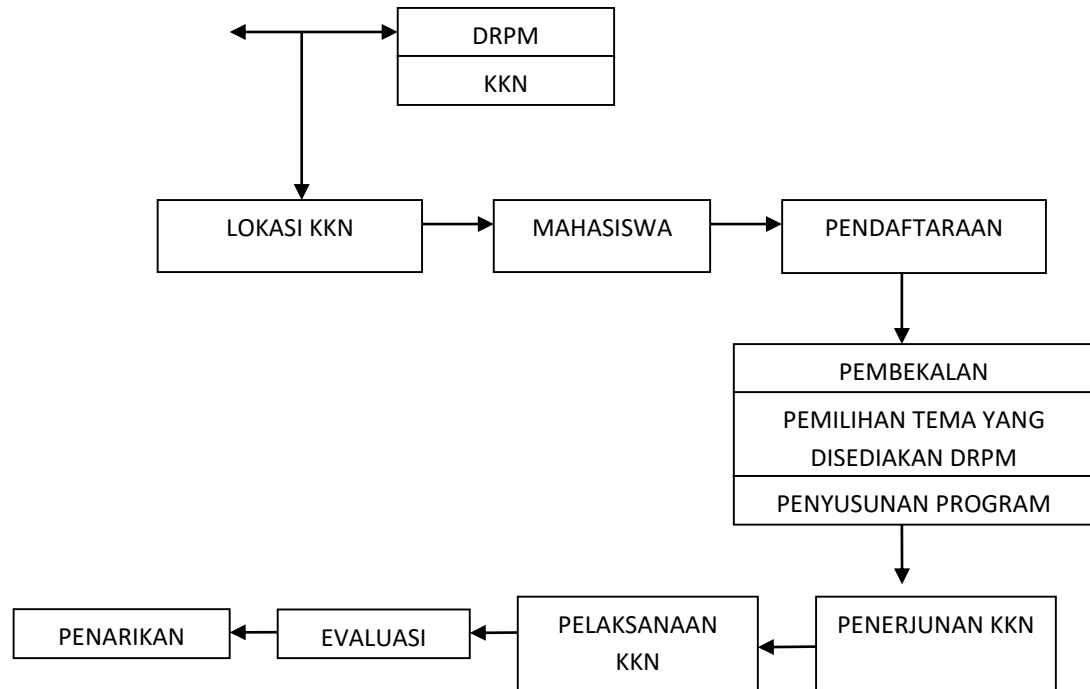 DRPM
KKN
LOKASI KKN
MAHASISWA
PENDAFTARAAN
PEMBEKALAN
PEMILIHAN TEMA YANG
DISEDIAKAN DRPM
PENYUSUNAN PROGRAM
PENERJUNAN KKN
PELAKSANAAN
KKN
EVALUASI
PENARIKAN